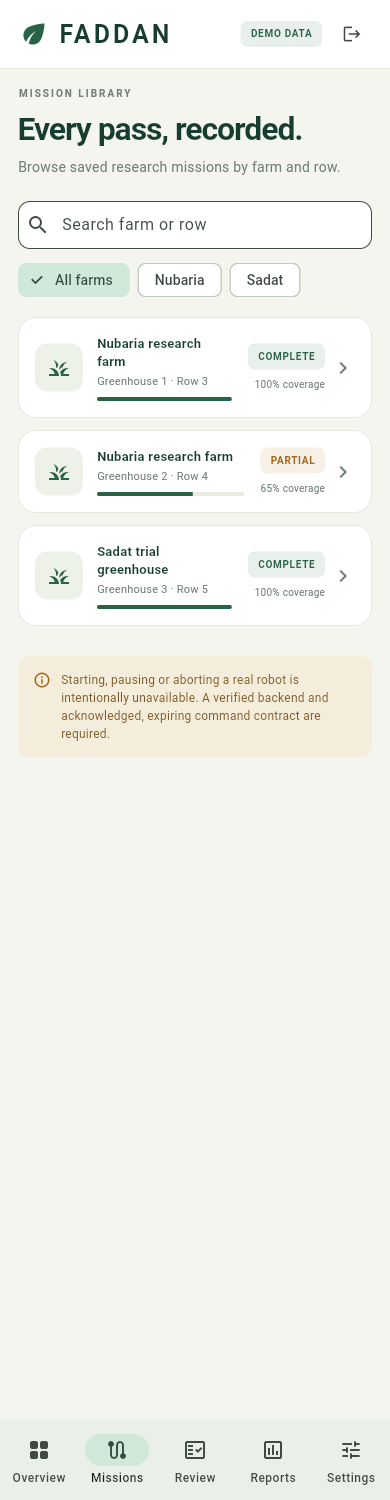 FADDAN
DEMO DATA
MISSION LIBRARY
Every pass, recorded.
Browse saved research missions by farm and row.
Search farm or row
All farms
Nubaria
Sadat
Nubaria research
farm
Greenhouse 1 · Row 3
COMPLETE
100% coverage
Nubaria research farm
Greenhouse 2 · Row 4
PARTIAL
65% coverage
Sadat trial
greenhouse
Greenhouse 3 · Row 5
COMPLETE
100% coverage
Starting, pausing or aborting a real robot is
intentionally unavailable. A verified backend and
acknowledged, expiring command contract are
required.
Overview
Missions
Review
Reports
Settings